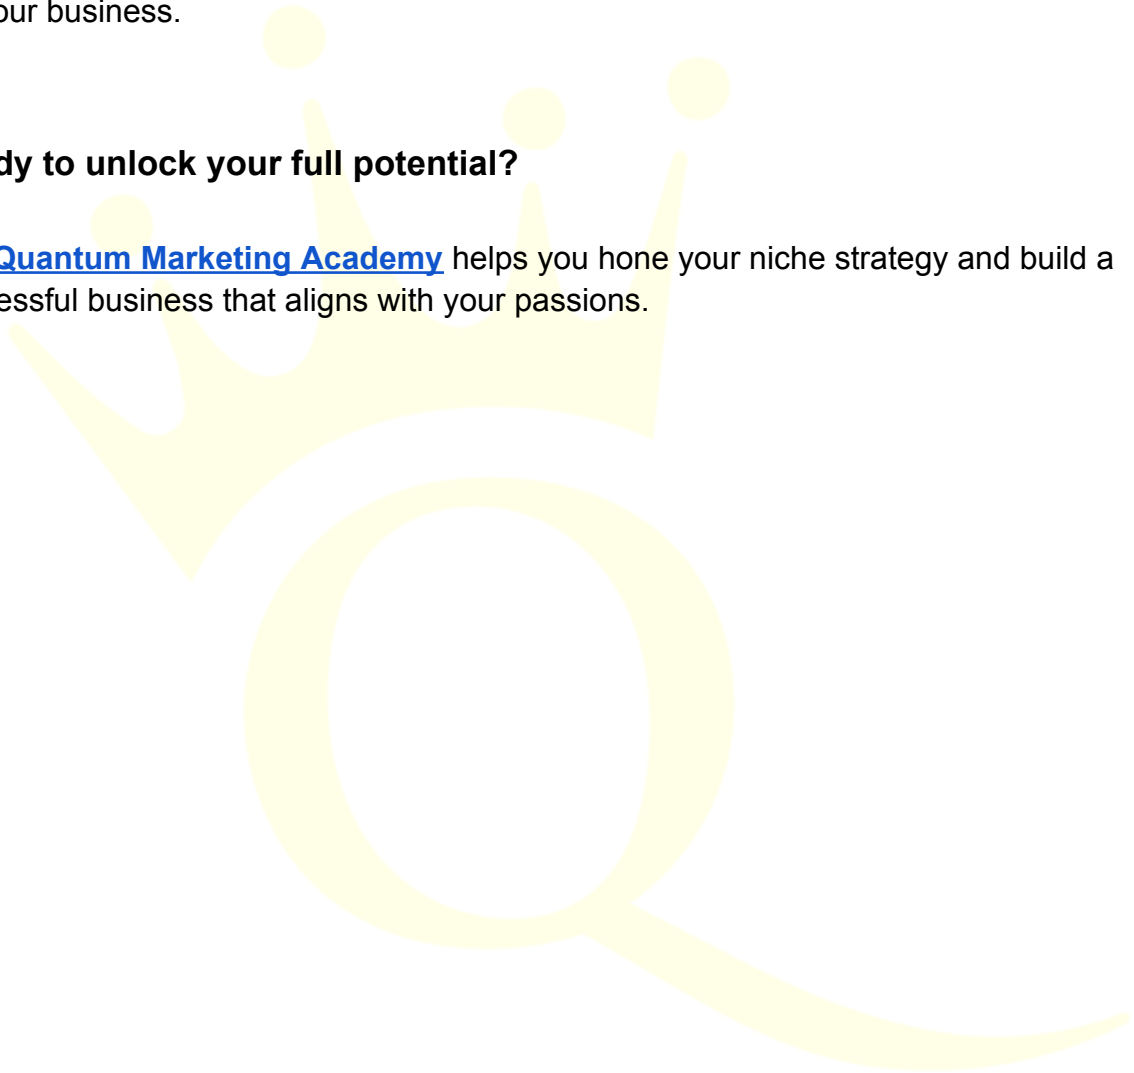 our business.
dy to unlock your full potential?
Quantum Marketing Academy helps you hone your niche strategy and build a
essful business that aligns with your passions.
Q